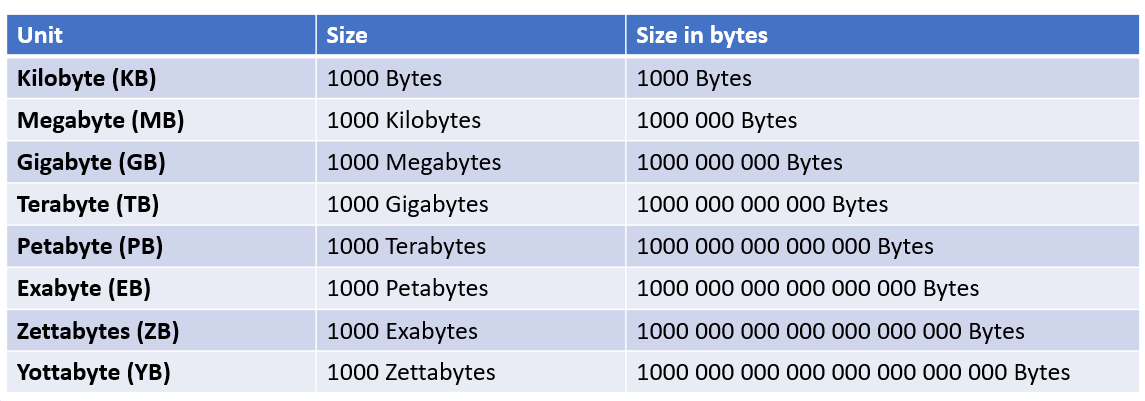 Unit Size Size in bytes
Kilobyte (KB) 1000 Bytes 1000 Bytes
Megabyte (MB) 1000 Kilobytes 1000 000 Bytes
Gigabyte (GB) 1000 Megabytes 1000 000 000 Bytes
Terabyte (TB) 1000 Gigabytes 1000 000 000 000 Bytes
Petabyte (PB) 1000 Terabytes 1000 000 000 000 000 Bytes
Exabyte (EB) 1000 Petabytes 1000 000 000 000 000 000 Bytes
Zettabytes (ZB) 1000 Exabytes 1000 000 000 000 000 000 000 Bytes
Yottabyte (YB) 1000 Zettabytes 1000 000 000 000 000 000 000 000 Bytes